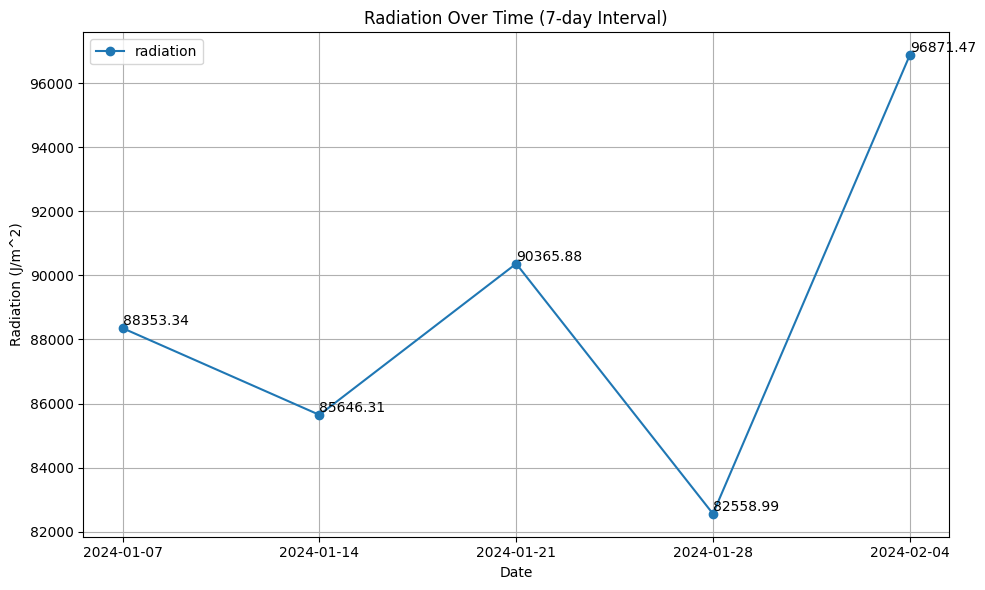 Radiation Over Time (7-day Interval)
radiation
96871.47
96000
94000
92000
90365.88
90000
88353.34
88000
86000
85646.31
84000
82558.99
82000
Radiation (J/m^2)
2024-01-07 2024-01-14 2024-01-21 2024-01-28 2024-02-04
Date